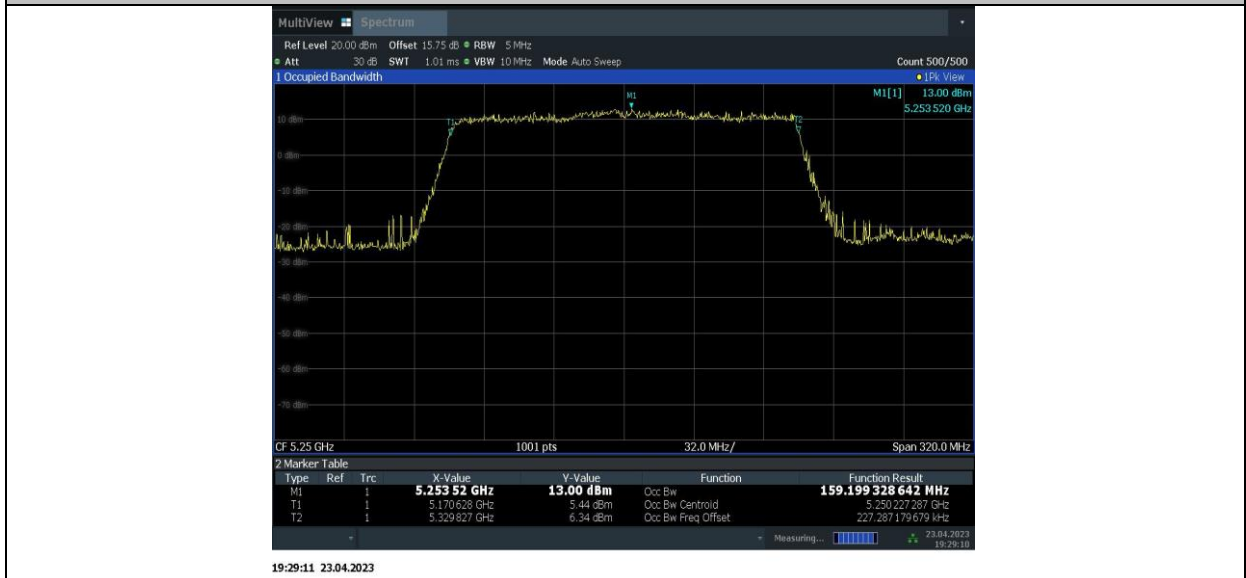 MultiView Spectrum
Ref Level 20.00 dBm Offset 15.75 dB RBW 5 MHz
Att 30 dB SWT 1.01 ms VBW 10 MHz Mode Auto Sweep Count 500/500
1 Occupied Bandwidth 1Pk View
M1[1] 13.00 dBm
5.253 520 GHz
M1
10 dBm
T1
T2
0 dBm
-10 dBm
-20 dBm
-30 dBm
-40 dBm
-50 dBm
-60 dBm
-70 dBm
CF 5.25 GHz 1001 pts 32.0 MHz/ Span 320.0 MHz
2 Marker Table
Type Ref Trc X-Value Y-Value Function Function Result
M1 1 5.253 52 GHz 13.00 dBm Occ Bw 159.199 328 642 MHz
T1 1 5.170 628 GHz 5.44 dBm Occ Bw Centroid 5.250 227 287 GHz
T2 1 5.329 827 GHz 6.34 dBm Occ Bw Freq Offset 227.287 179 679 kHz
Measuring... 23.04.2023
19:29:10
19:29:11 23.04.2023